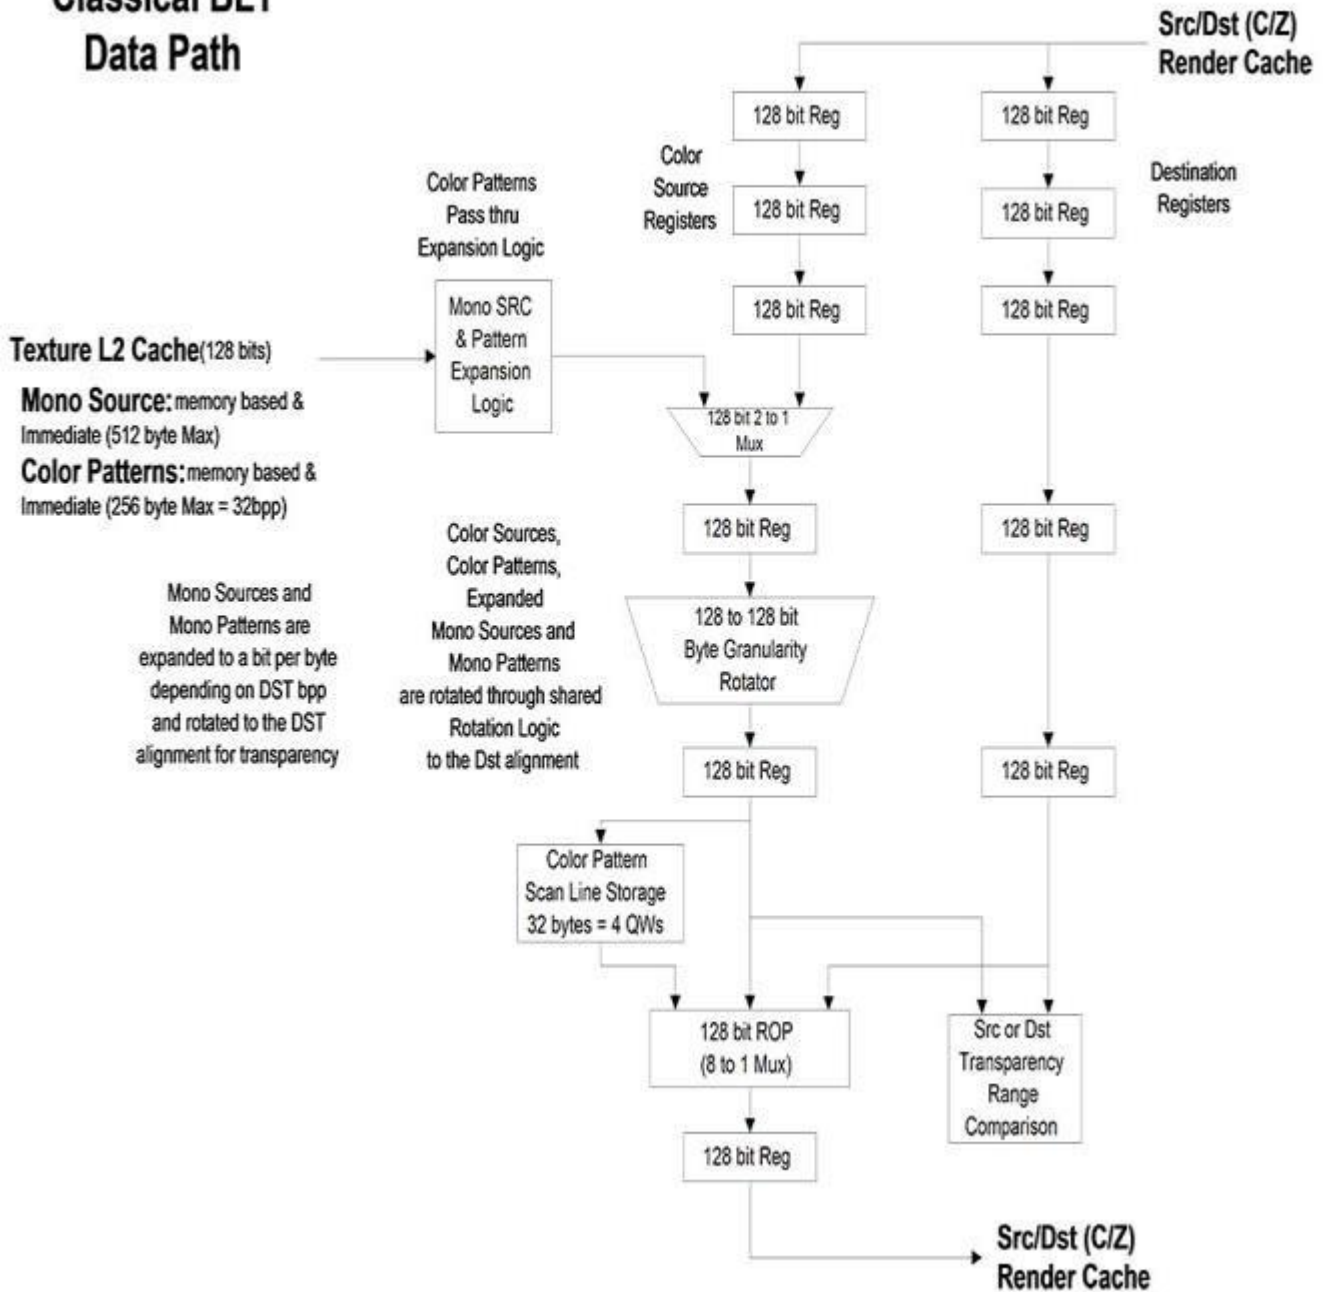 Classical BLT
Data Path
Src/Dst (C/Z)
Render Cache
128 bit Reg
128 bit Reg
Color
Source
Registers
Destination
Registers
Color Patterns
Pass thru
Expansion Logic
128 bit Reg
128 bit Reg
Mono SRC
& Pattern
Expansion
Logic
128 bit Reg
128 bit Reg
Texture L2 Cache(128 bits)
Mono Source: memory based &
Immediate (512 byte Max)
Color Patterns: memory based &
Immediate (256 byte Max = 32bpp)
128 bit 2 to 1
Mux
128 bit Reg
128 bit Reg
Color Sources,
Color Patterns,
Expanded
Mono Sources and
Mono Patterns
are rotated through shared
Rotation Logic
to the Dst alignment
Mono Sources and
Mono Patterns are
expanded to a bit per byte
depending on DST bpp
and rotated to the DST
alignment for transparency
128 to 128 bit
Byte Granularity
Rotator
128 bit Reg
128 bit Reg
Color Pattern
Scan Line Storage
32 bytes = 4 QWs
128 bit ROP
(8 to 1 Mux)
Src or Dst
Transparency
Range
Comparison
128 bit Reg
Src/Dst (C/Z)
Render Cache